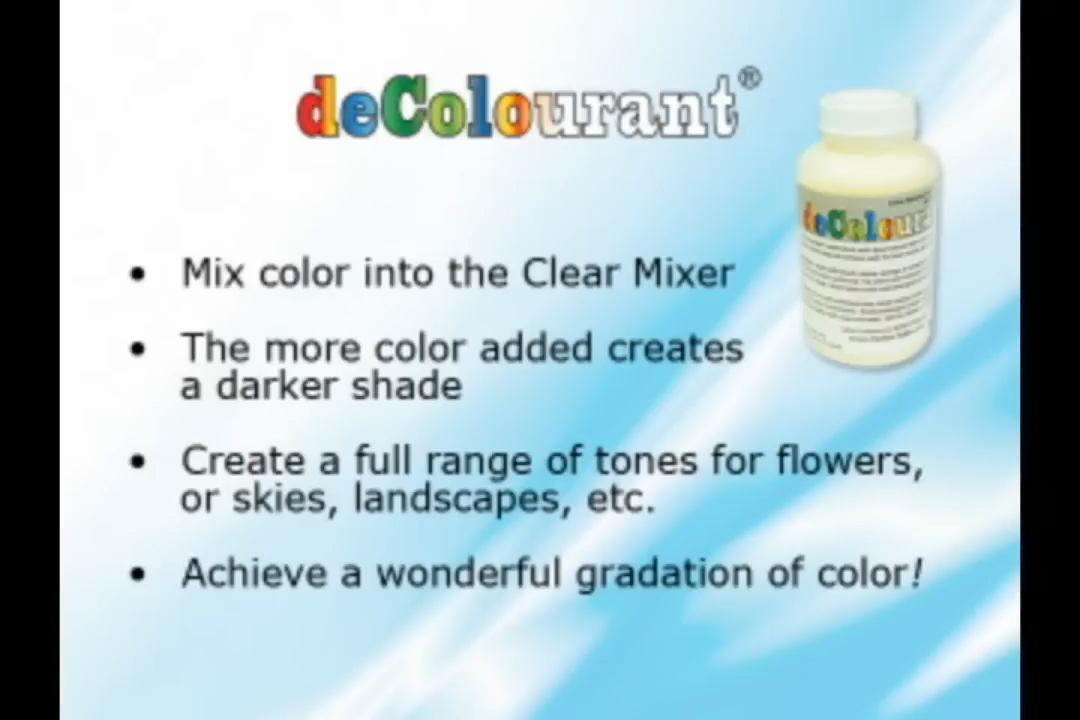 deColourant®
deColour
• Mix color into the Clear Mixer
• The more color added creates
a darker shade
• Create a full range of tones for flowers,
or skies, landscapes, etc.
• Achieve a wonderful gradation of color!